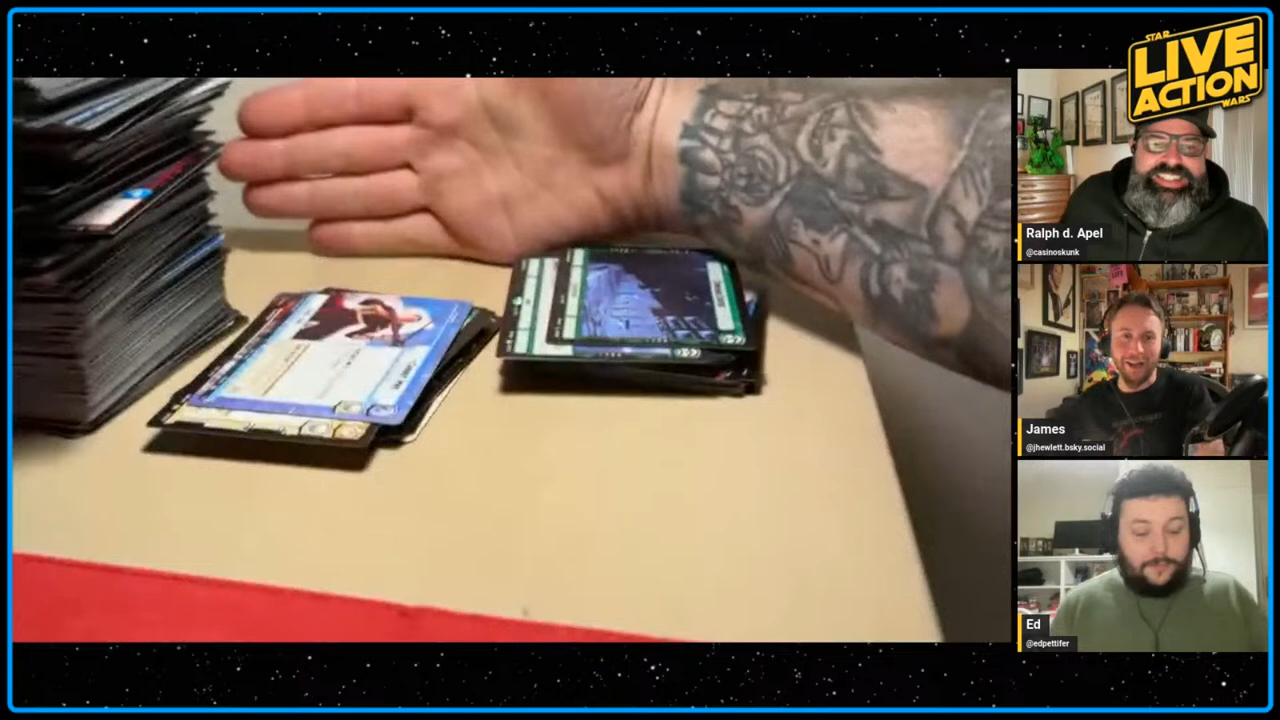 STAR
LIVE
ACTION
WARS
Ralph d. Apel
@casinoskunk
James
@jhewlett.bsky.social
Ed
@edpettifer